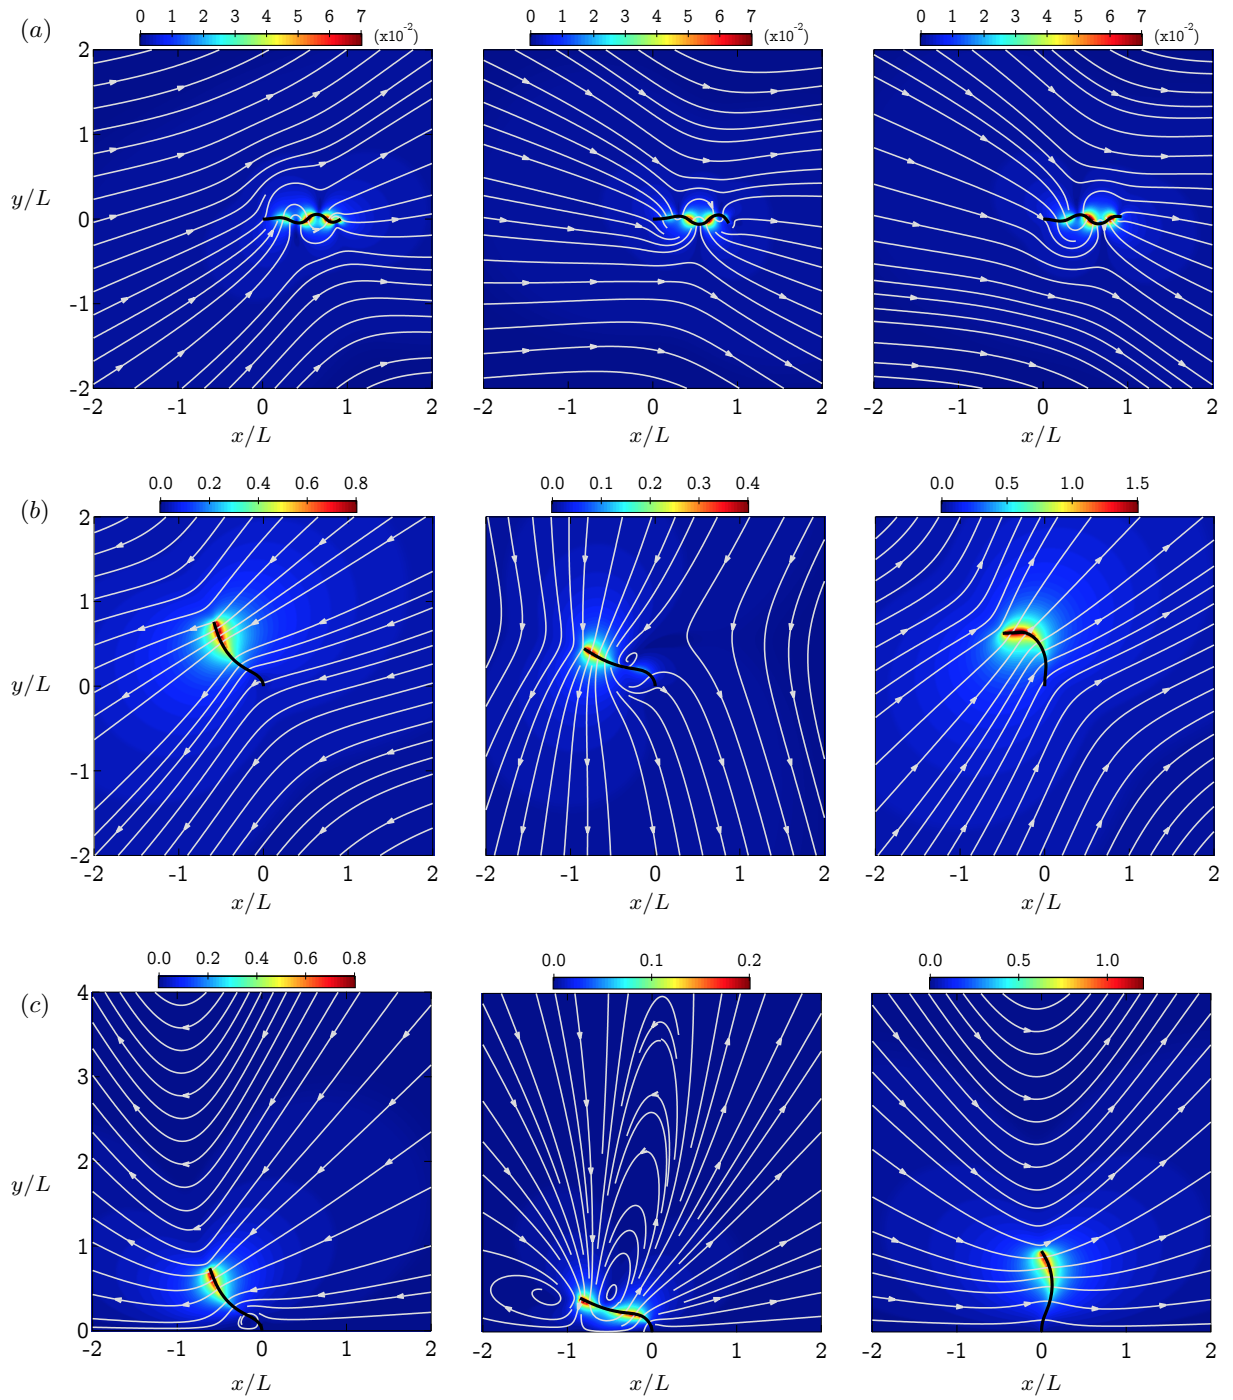 (a)
0 1 2 3 4 5 6 7 (x10⁻²)
0 1 2 3 4 5 6 7 (x10⁻²)
0 1 2 3 4 5 6 7 (x10⁻²)
2
1
y/L
0
-1
-2
-2 -1 0 1 2
-2 -1 0 1 2
-2 -1 0 1 2
x/L
x/L
x/L
(b)
0.0 0.2 0.4 0.6 0.8
0.0 0.1 0.2 0.3 0.4
0.0 0.5 1.0 1.5
2
1
y/L
0
-1
-2
-2 -1 0 1 2
-2 -1 0 1 2
-2 -1 0 1 2
x/L
x/L
x/L
(c)
0.0 0.2 0.4 0.6 0.8
0.0 0.1 0.2
0.0 0.5 1.0
4
3
2
y/L
1
0
-2 -1 0 1 2
-2 -1 0 1 2
-2 -1 0 1 2
x/L
x/L
x/L